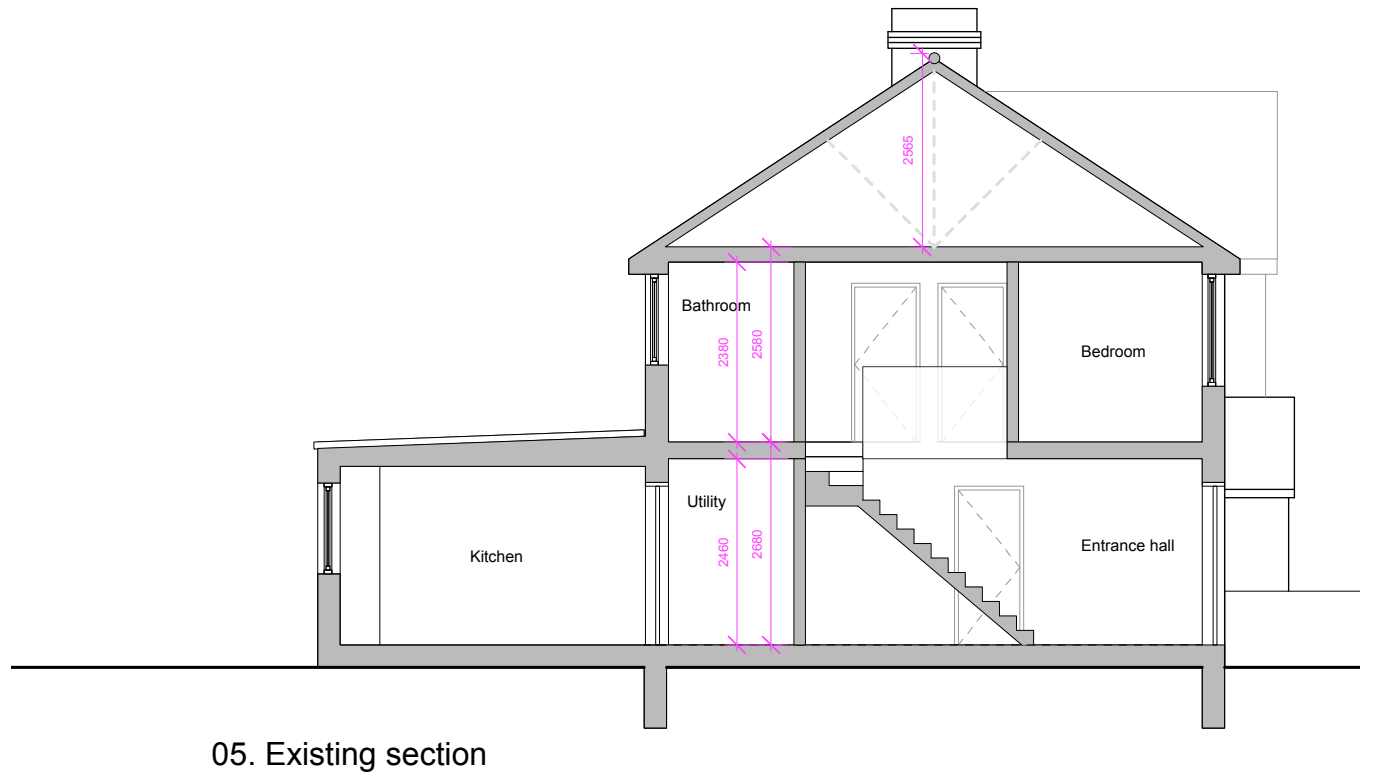 2565
Bathroom
2380
2580
Bedroom
Utility
2460
2680
Kitchen
Entrance hall
05. Existing section